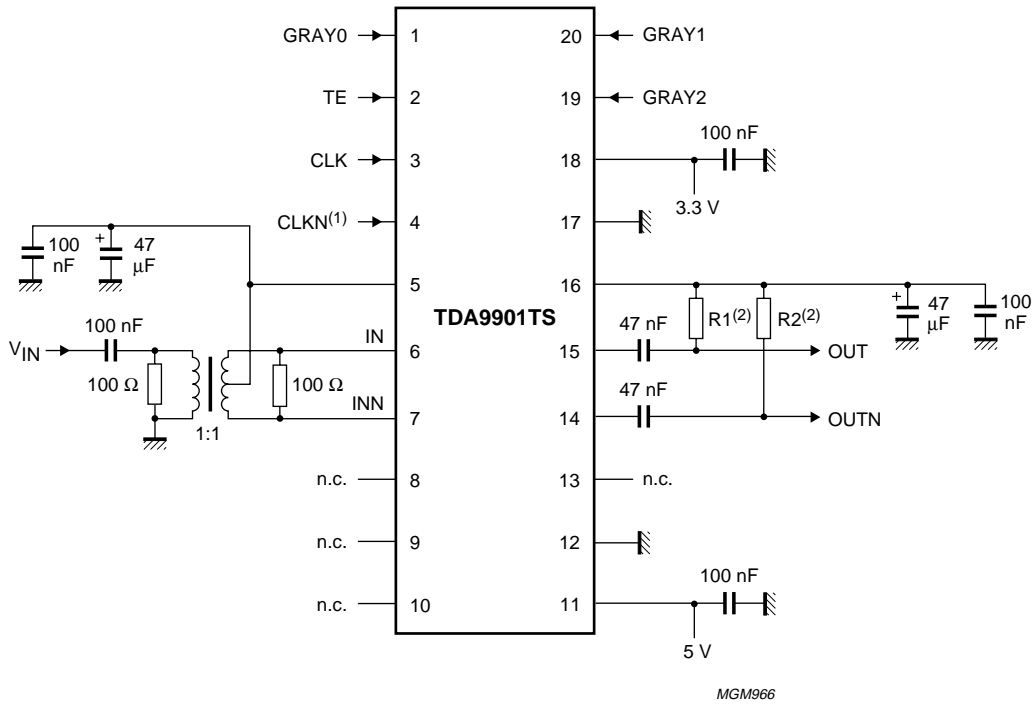 GRAY0
1
20
GRAY1
TE
2
19
GRAY2
CLK
3
18
100 nF
3.3 V
CLKN(1)
4
17
100
nF
+
47
µF
5
16
TDA9901TS
R1(2)
R2(2)
+
47
µF
100
nF
VIN
100 nF
100 Ω
1:1
100 Ω
IN
6
15
47 nF
OUT
INN
7
14
47 nF
OUTN
n.c.
8
13
n.c.
n.c.
9
12
n.c.
10
11
100 nF
5 V
MGM966